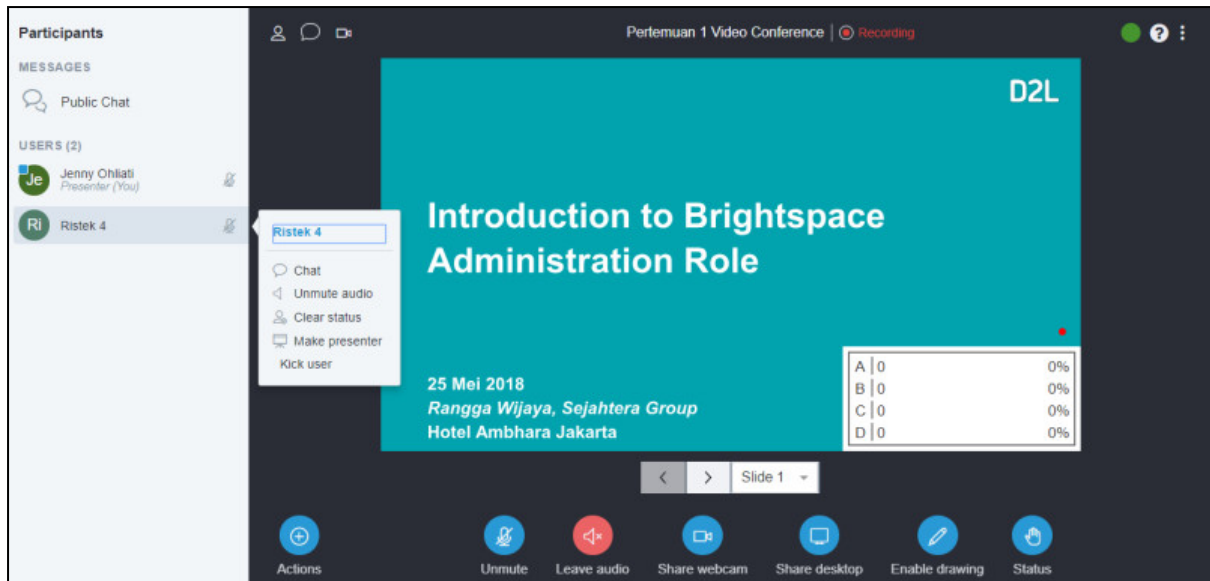 Participants
MESSAGES
Public Chat
USERS (2)
Je
Jenny Ohliati
Presenter (You)
Ri
Ristek 4
Pertemuan 1 Video Conference
Recording
?
D2L
Introduction to Brightspace
Administration Role
25 Mei 2018
Rangga Wijaya, Sejahtera Group
Hotel Ambhara Jakarta
Ristek 4
Chat
Unmute audio
Clear status
Make presenter
Kick user
A 0 0%
B 0 0%
C 0 0%
D 0 0%
Slide 1
Actions
Unmute
Leave audio
Share webcam
Share desktop
Enable drawing
Status